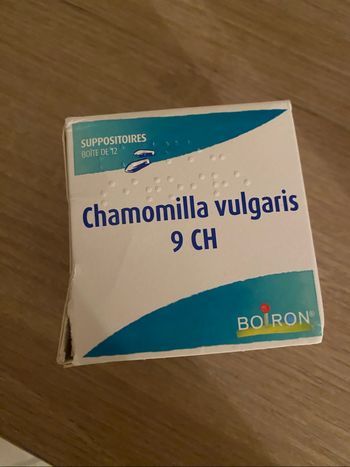 SUPPOSITOIRES
BOÎTE DE 12
Chamomilla vulgaris
9 CH
BOIRON®